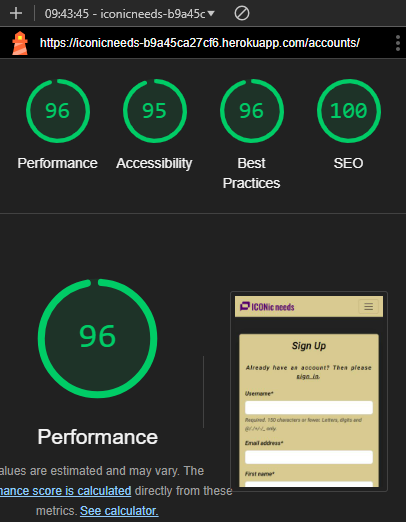 09:43:45 - iconicneeds-b9a45c
https://iconicneeds-b9a45ca27cf6.herokuapp.com/accounts/
96 95 96 100
Performance Accessibility Best Practices SEO
96
ICONic needs
Sign Up
Already have an account? Then please
sign in.
Username*
Required. 150 characters or fewer. Letters, digits and
@/./+/-/_ only.
Email address*
First name*
Performance
alues are estimated and may vary. The
nance score is calculated directly from these
metrics. See calculator.